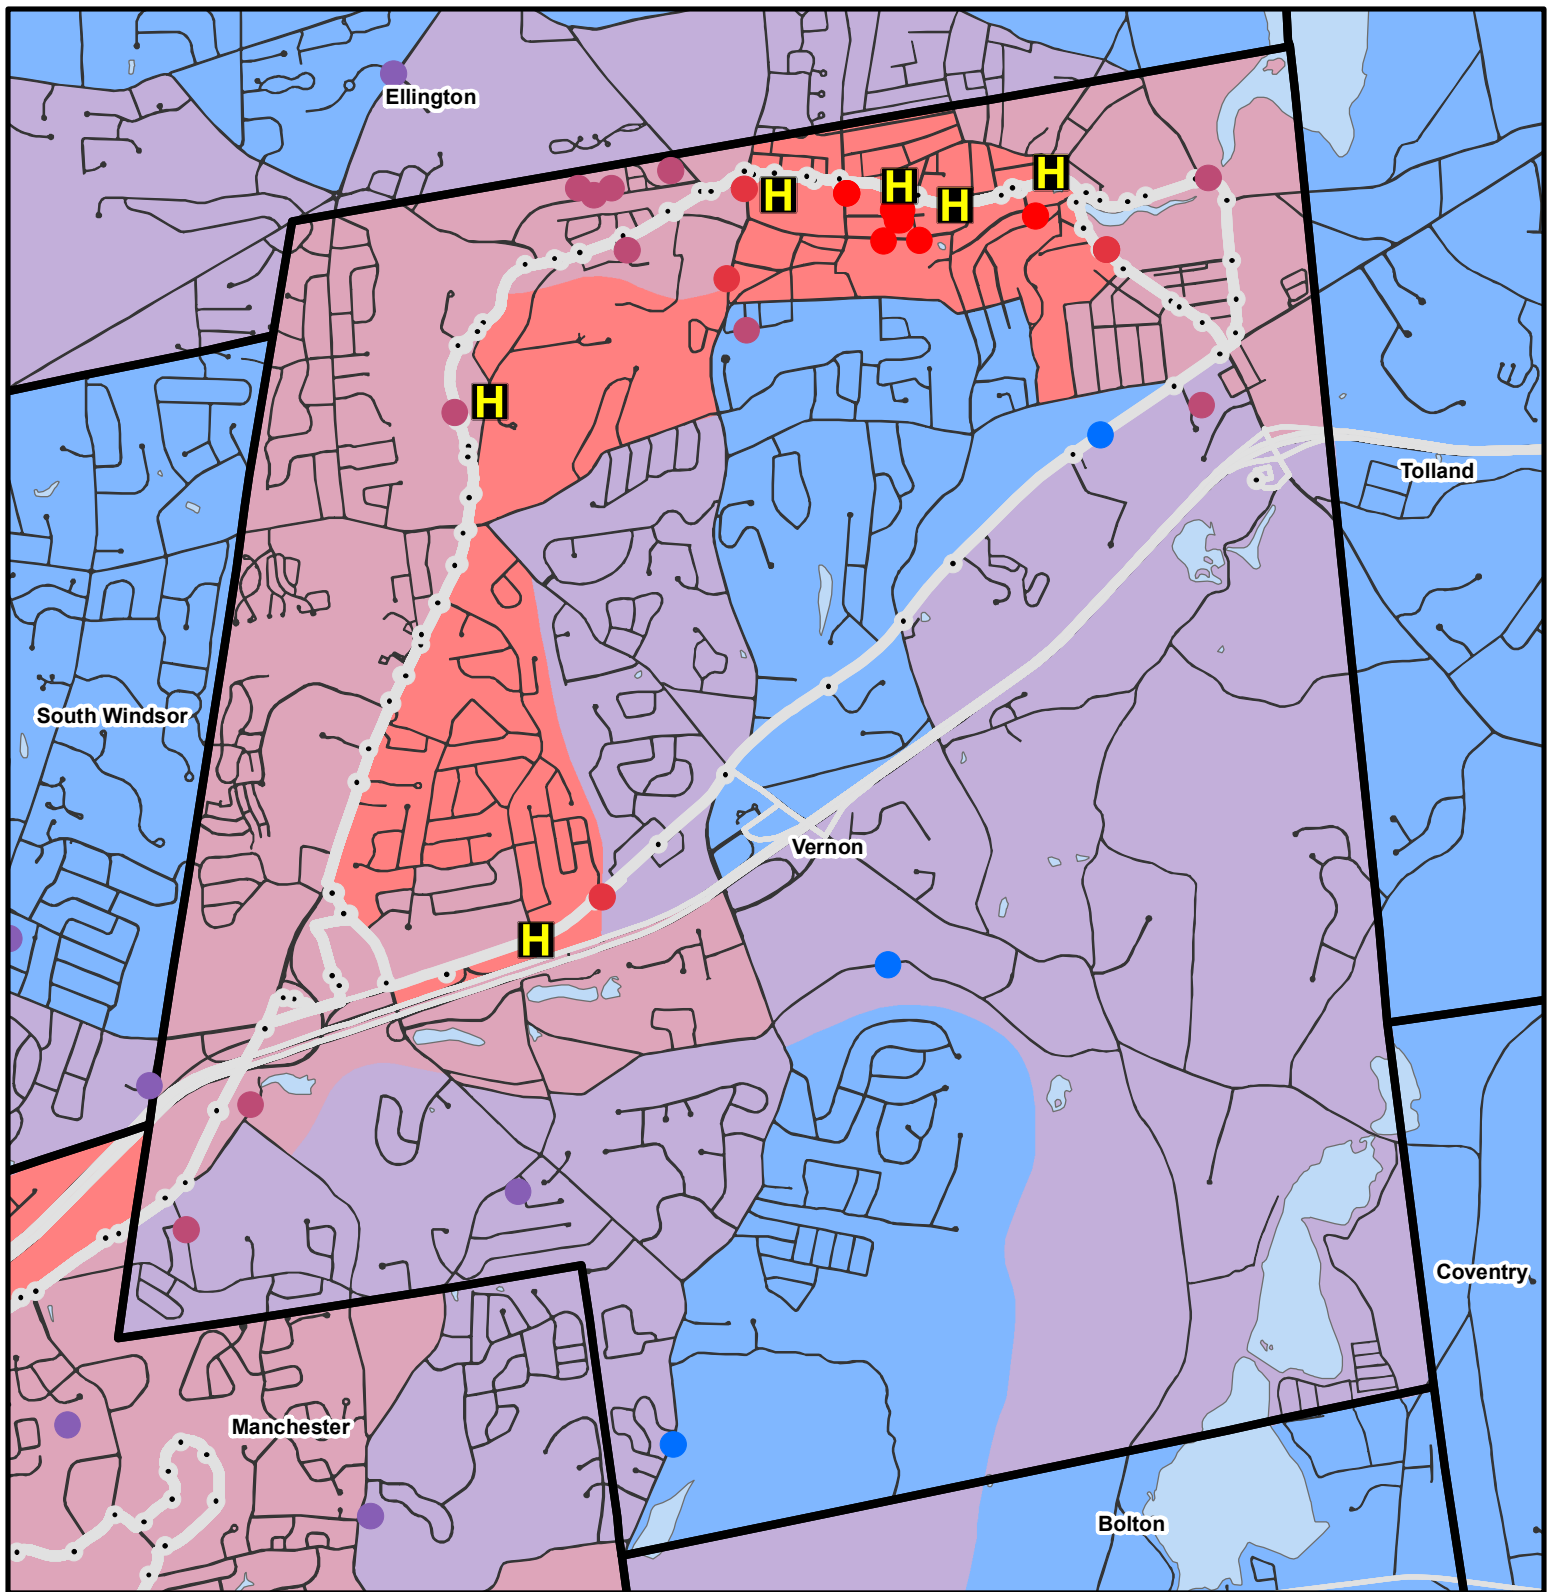 Ellington
H
H
H
H
H
Tolland
South Windsor
Vernon
H
Coventry
Manchester
Bolton